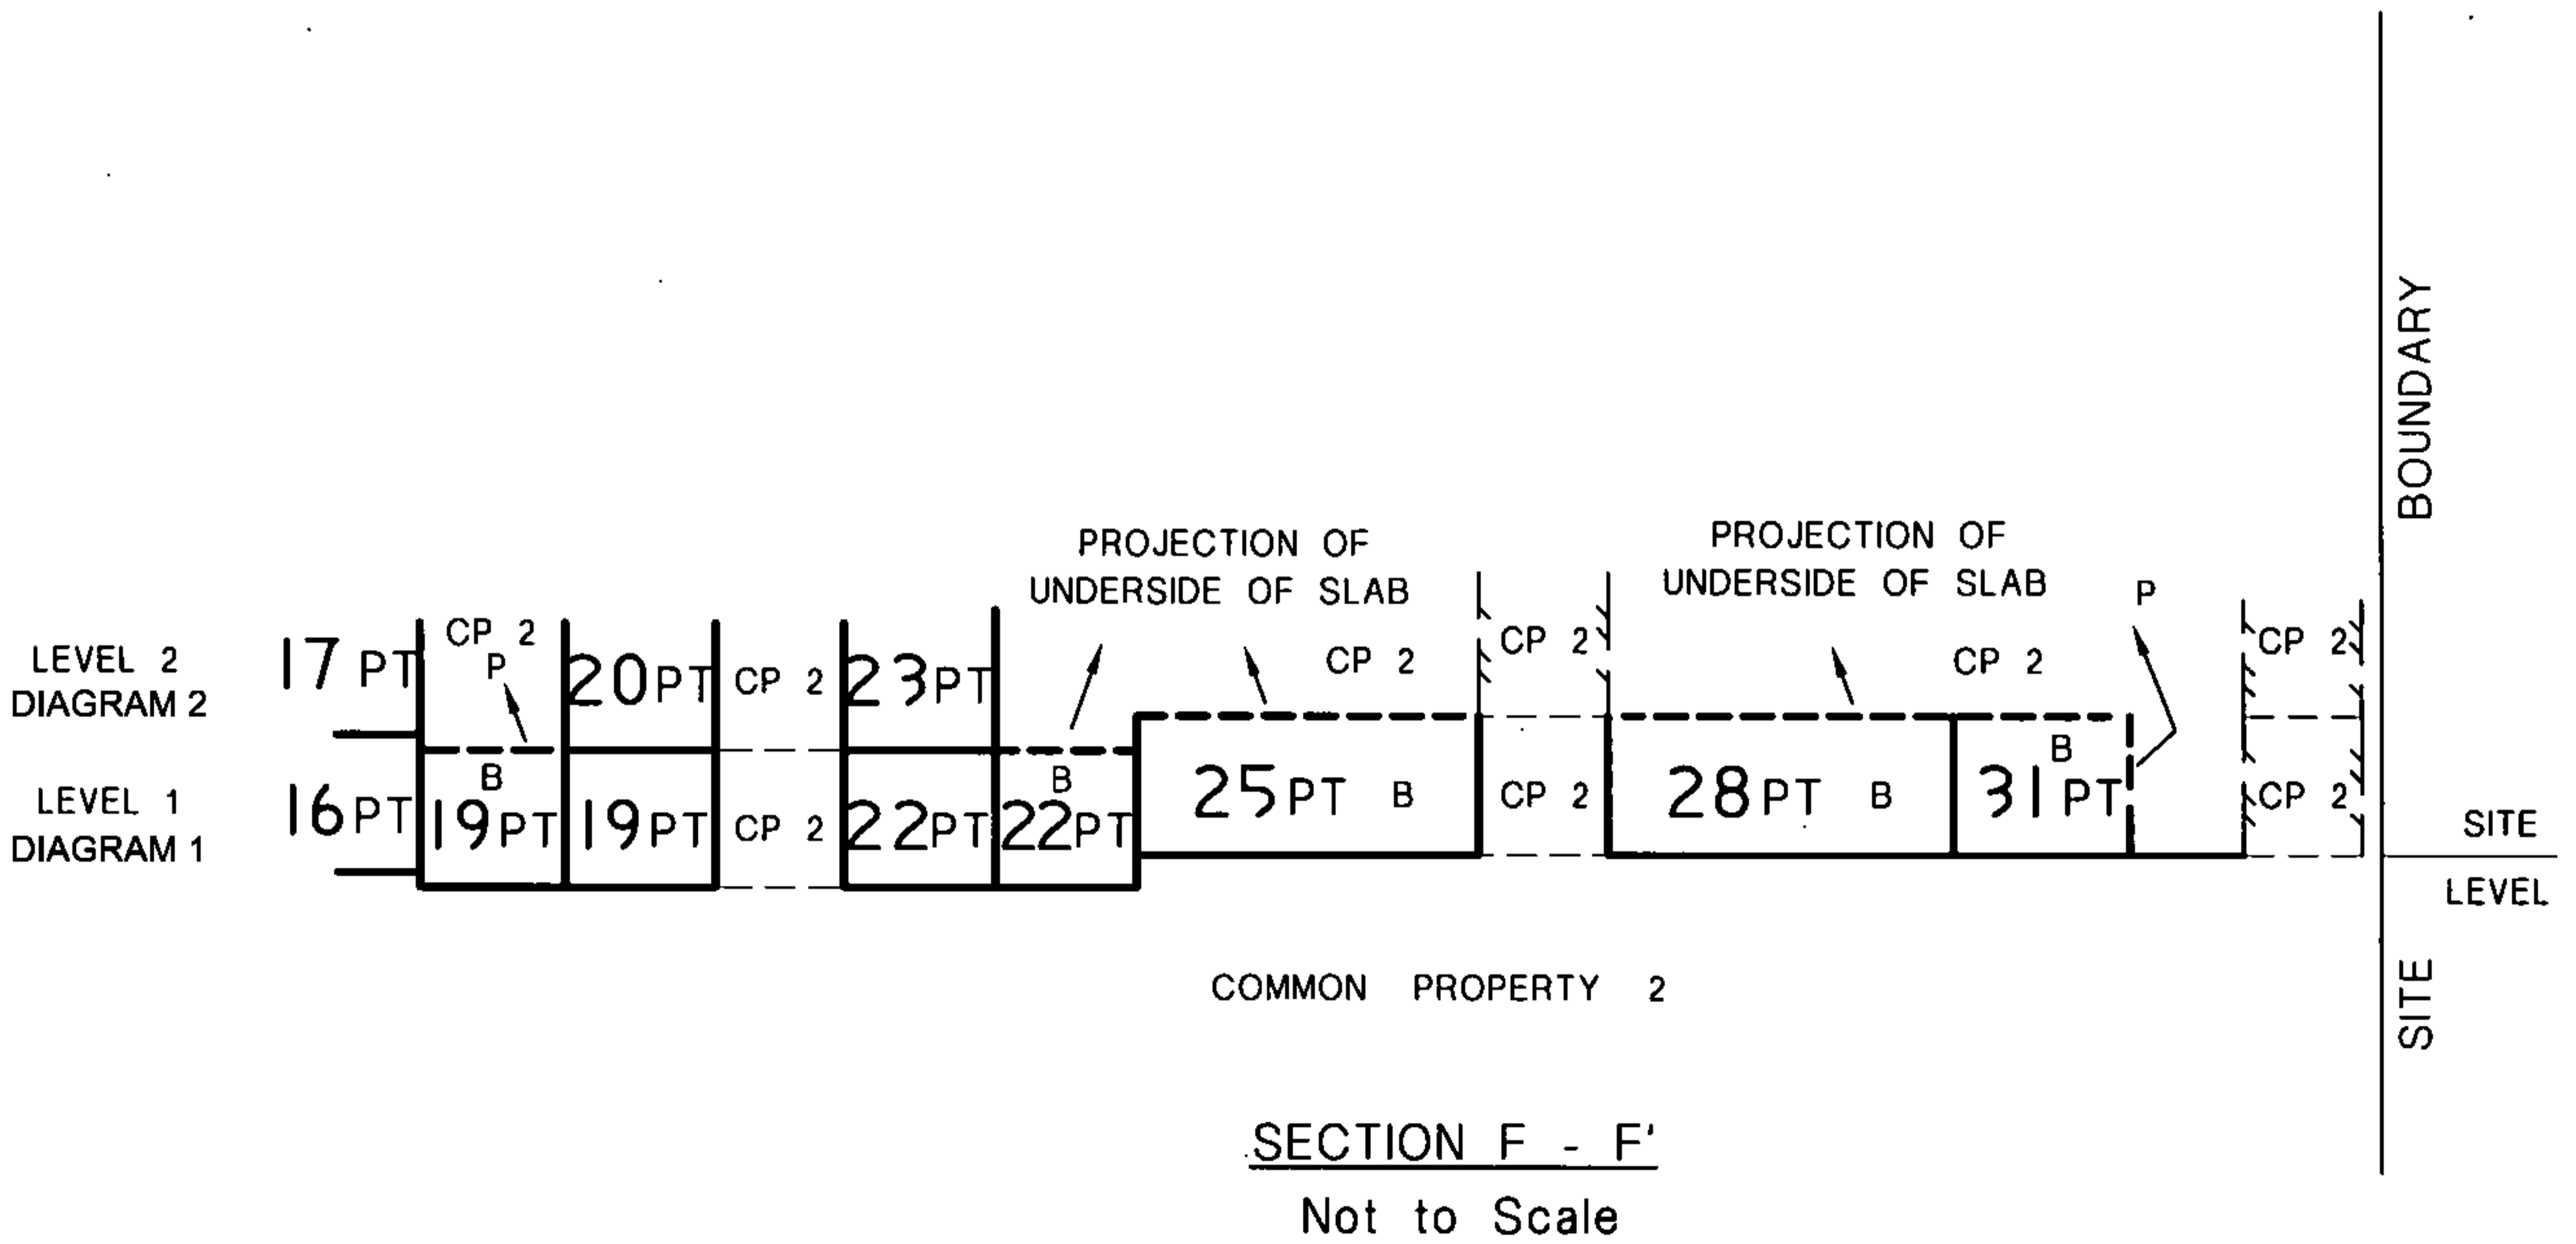 BOUNDARY
PROJECTION OF
UNDERSIDE OF SLAB
PROJECTION OF
UNDERSIDE OF SLAB
P
LEVEL 2
DIAGRAM 2
17 PT
CP 2
P
20PT
CP 2
23PT
CP 2
CP 2
CP 2
CP 2
LEVEL 1
DIAGRAM 1
16PT
B
19PT
19PT
CP 2
22PT
B
22PT
25PT B
CP 2
28PT B
B
31PT
CP 2
SITE
LEVEL
COMMON PROPERTY 2
SITE
SECTION F - F'
Not to Scale